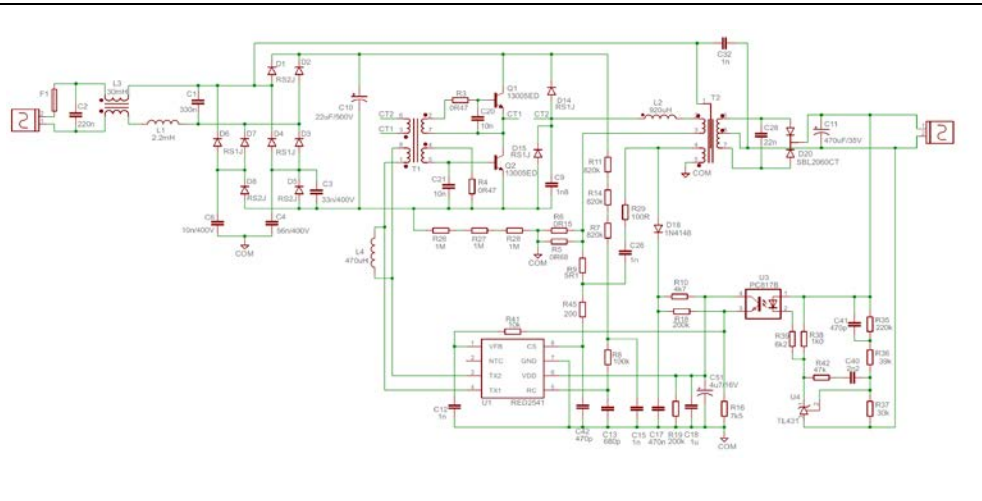 C32
1n
D1
D2
RS2J
L3
30mH
F1
C2
220n
C1
330n
L1
2.2mH
C10
22uF/500V
CT2
CT1
T1
R3
0R47
C20
10n
Q1
13005ED
CT1
CT2
D14
RS1J
L2
920uH
T2
C28
22n
C11
470uF/35V
D20
SBL2060CT
COM
D6
D7
D4
D3
RS1J
RS1J
D8
RS2J
D5
RS2J
C3
33n/400V
C6
10n/400V
C4
56n/400V
COM
C21
10n
R4
0R47
Q2
13005ED
D15
RS1J
C9
1n8
R11
820k
R14
820k
R7
820k
R29
100R
C26
1n
D18
1N4148
L4
470uH
R26
1M
R27
1M
R28
1M
R6
0R15
R5
0R68
COM
R9
5R1
R45
200
R10
4k7
R18
200k
U3
PC817B
R39
6k2
R38
1k0
C41
470p
R35
220k
R36
39k
R42
47k
C40
2n2
R37
30k
U4
TL431
R41
10k
VFB
NTC
TX2
TX1
CS
GND
VDD
RC
U1
RED2541
C12
1n
R8
100k
C42
470p
C13
680p
C15
1n
C17
470n
R19
200k
C18
1u
C51
4u7/16V
R16
7k5
COM